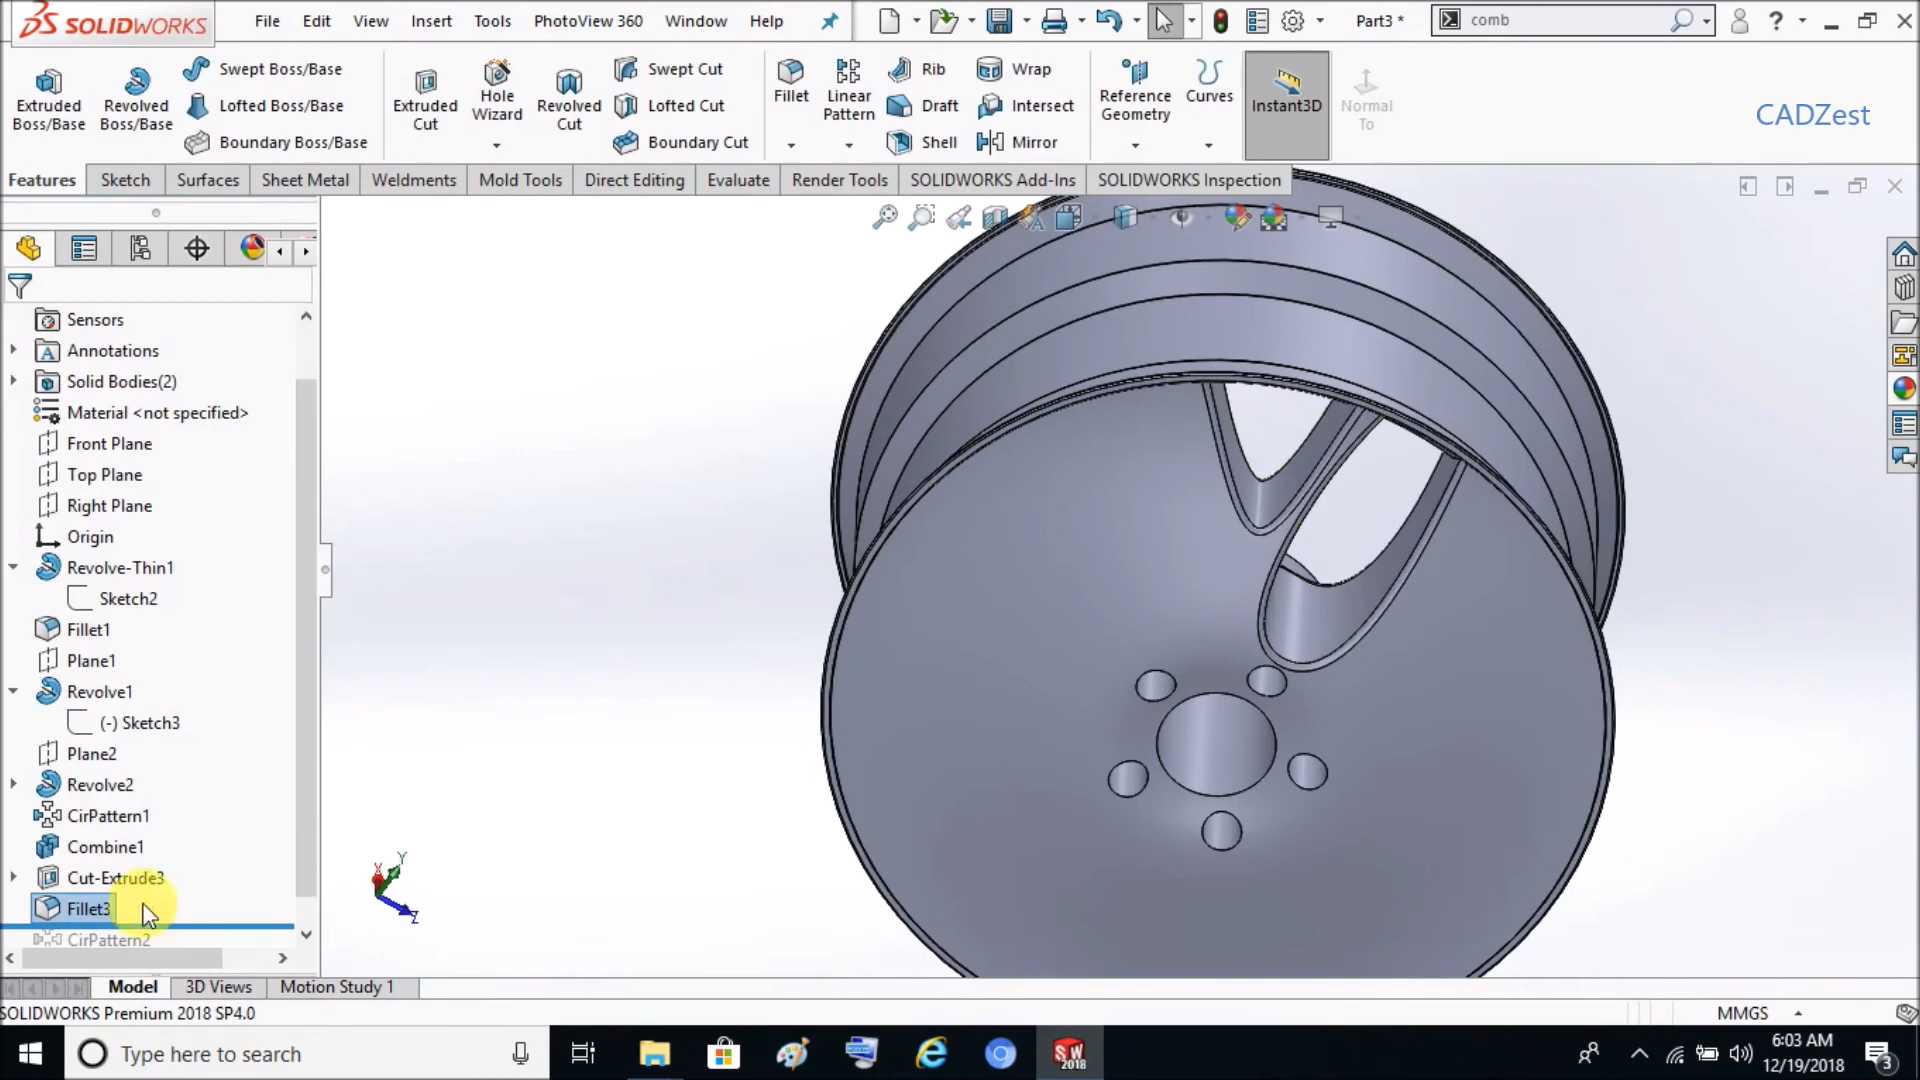 SOLIDWORKS File Edit View Insert Tools PhotoView 360 Window Help Part3 * comb ?
Extruded Boss/Base
Revolved Boss/Base
Swept Boss/Base
Lofted Boss/Base
Boundary Boss/Base
Extruded Cut
Hole Wizard
Revolved Cut
Swept Cut
Lofted Cut
Boundary Cut
Fillet
Linear Pattern
Rib
Draft
Shell
Wrap
Intersect
Mirror
Reference Geometry
Curves
Instant3D
Normal To
CADZest
Features Sketch Surfaces Sheet Metal Weldments Mold Tools Direct Editing Evaluate Render Tools SOLIDWORKS Add-Ins SOLIDWORKS Inspection
Sensors
Annotations
Solid Bodies(2)
Material <not specified>
Front Plane
Top Plane
Right Plane
Origin
Revolve-Thin1
Sketch2
Fillet1
Plane1
Revolve1
(-) Sketch3
Plane2
Revolve2
CirPattern1
Combine1
Cut-Extrude3
Fillet3
CirPattern2
X Y Z
Model 3D Views Motion Study 1
SOLIDWORKS Premium 2018 SP4.0 MMGS
Type here to search
SW 2018
6:03 AM
12/19/2018
3